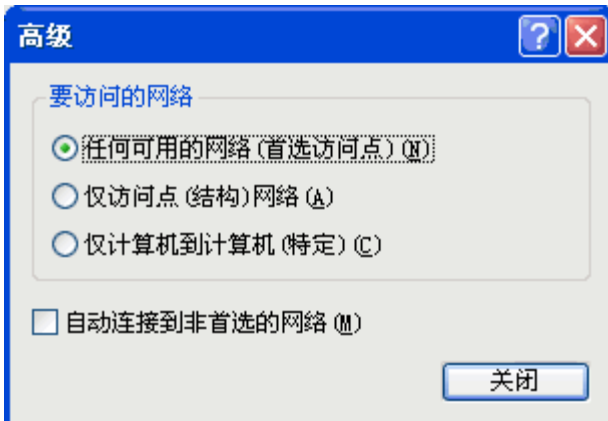 高级
要访问的网络
任何可用的网络(首选访问点)(N)
仅访问点(结构)网络(A)
仅计算机到计算机(特定)(C)
自动连接到非首选的网络(M)
关闭